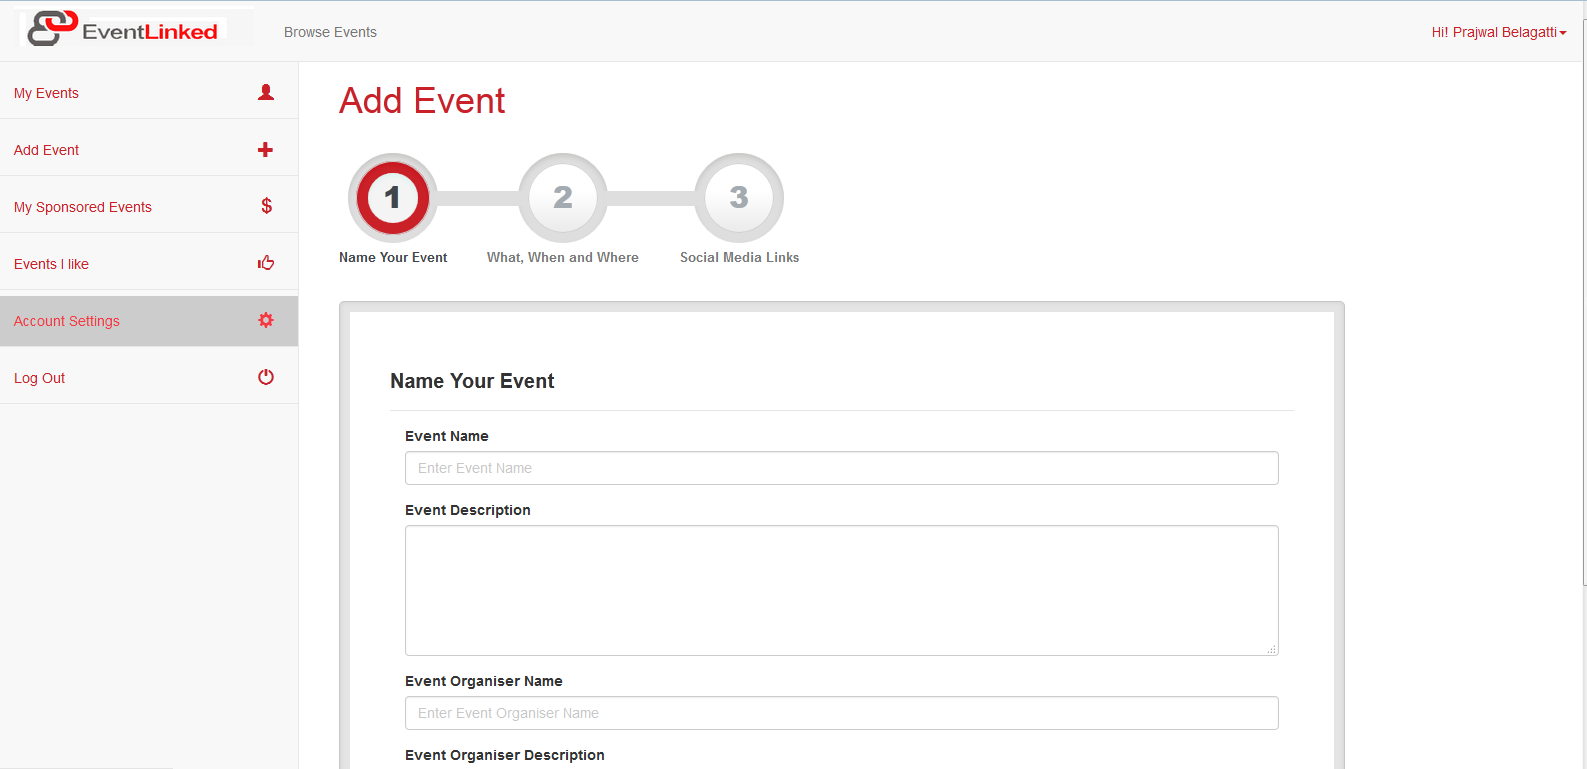 EventLinked
Browse Events
Hi! Prajwal Belagatti
My Events
Add Event
My Sponsored Events
Events I like
Account Settings
Log Out
Add Event
1
2
3
Name Your Event
What, When and Where
Social Media Links
Name Your Event
Event Name
Enter Event Name
Event Description
Event Organiser Name
Enter Event Organiser Name
Event Organiser Description